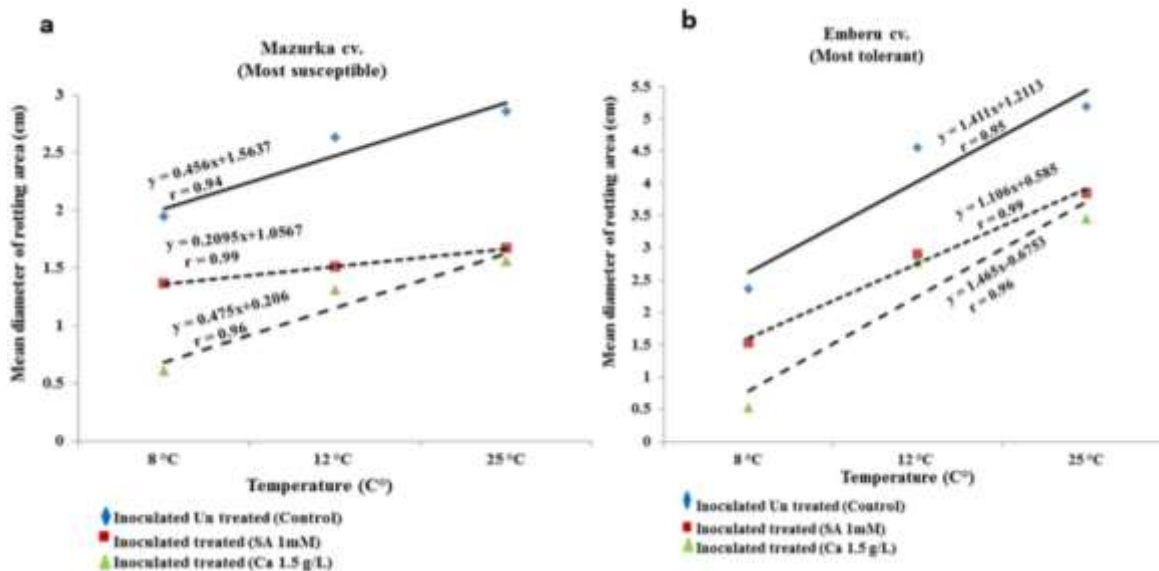 a
Mazurka cv.
(Most susceptible)
Mean diameter of rotting area (cm)
3
2.5
2
1.5
1
0.5
0
y = 0.456x+1.5637
r = 0.94
y = 0.2095x+1.0567
r = 0.99
y = 0.475x+0.206
r = 0.96
8 °C
12 °C
25 °C
Temperature (C°)
Inoculated Un treated (Control)
Inoculated treated (SA 1mM)
Inoculated treated (Ca 1.5 g/L)
b
Emberu cv.
(Most tolerant)
Mean diameter of rotting area (cm)
5.5
5
4.5
4
3.5
3
2.5
2
1.5
1
0.5
0
y = 1.411x+1.2113
r = 0.95
y = 1.106x+0.585
r = 0.99
y = 1.465x-0.6753
r = 0.96
8 °C
12 °C
25 °C
Temperature (C°)
Inoculated Un treated (Control)
Inoculated treated (SA 1mM)
Inoculated treated (Ca 1.5 g/L)